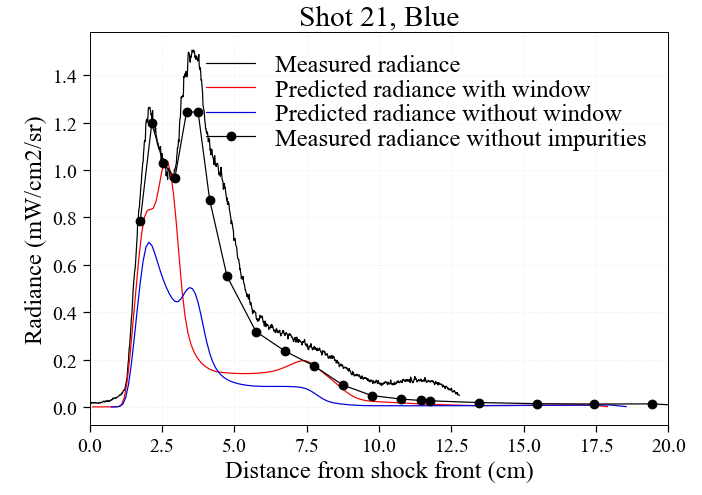 Shot 21, Blue
Measured radiance
Predicted radiance with window
Predicted radiance without window
Measured radiance without impurities
Radiance (mW/cm2/sr)
1.4
1.2
1.0
0.8
0.6
0.4
0.2
0.0
0.0 2.5 5.0 7.5 10.0 12.5 15.0 17.5 20.0
Distance from shock front (cm)